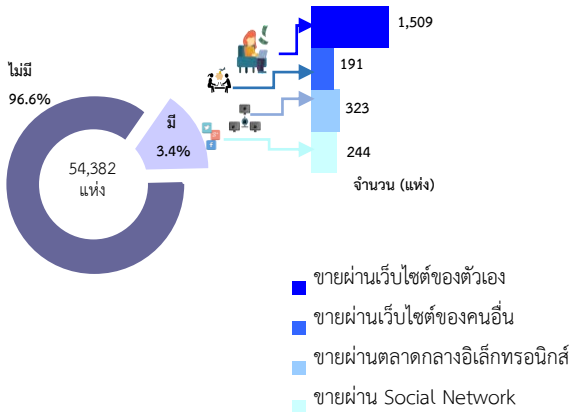 1,509
191
323
244
จำนวน (แห่ง)
ไม่มี
96.6%
มี
3.4%
54,382
แห่ง
ขายผ่านเว็บไซต์ของตัวเอง
ขายผ่านเว็บไซต์ของคนอื่น
ขายผ่านตลาดกลางอิเล็กทรอนิกส์
ขายผ่าน Social Network